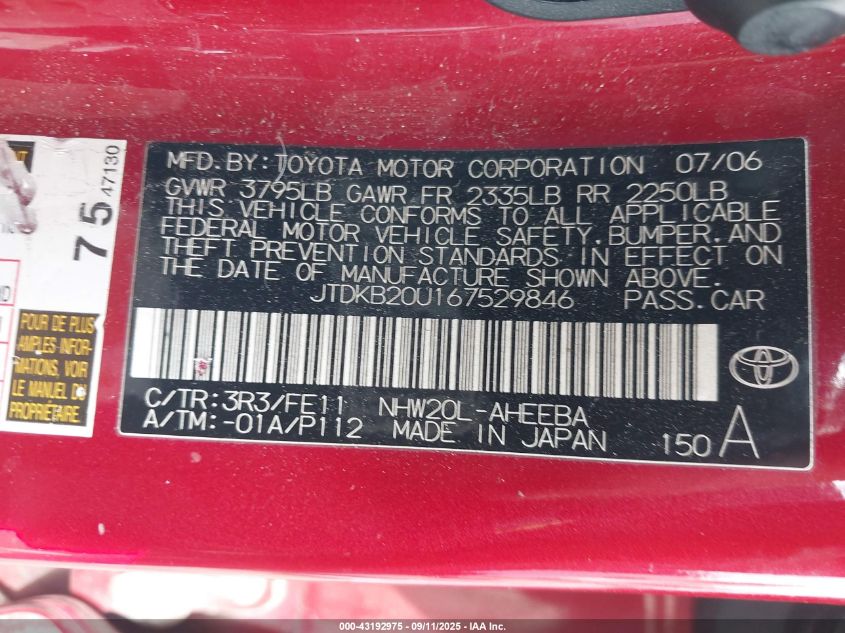 MFD.BY: TOYOTA MOTOR CORPORATION 07/06
GVWR 3795LB GAWR FR 2335LB RR 2250LB
THIS VEHICLE CONFORMS TO ALL APPLICABLE
FEDERAL MOTOR VEHICLE SAFETY, BUMPER, AND
THEFT PREVENTION STANDARDS IN EFFECT ON
THE DATE OF MANUFACTURE SHOWN ABOVE.
JTDKB20U167529846 PASS.CAR
C/TR:3R3/FE11 NHW20L-AHEEBA
A/TM:-01A/P112 MADE IN JAPAN 150 A
75 47130
POUR DE PLUS
AMPLES INFOR-
MATIONS, VOIR
LE MANUEL DU
PROPRIÉTAIRE.
000-43192975 - 09/11/2025 - IAA Inc.